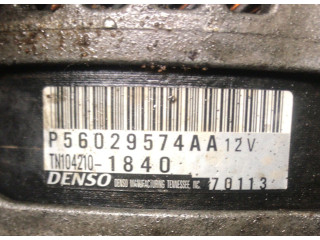 P56029574AA 12V
TN104210-1840
DENSO DENSO MANUFACTURING TENNESSEE, INC 70113